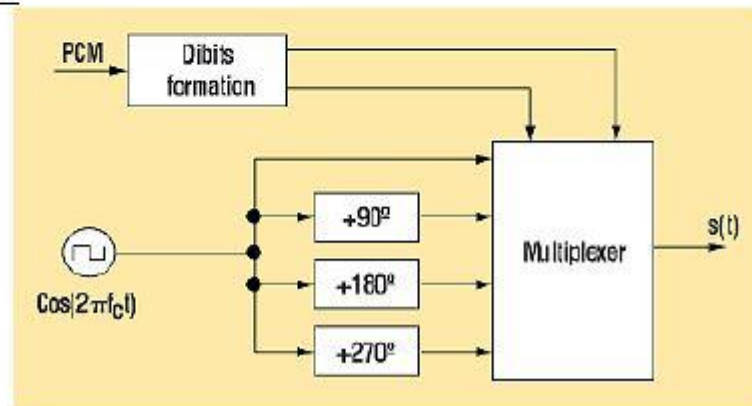 PCM
Dibits
formation
+90º
+180º
+270º
Multiplexer
s(t)
Cos(2πfct)